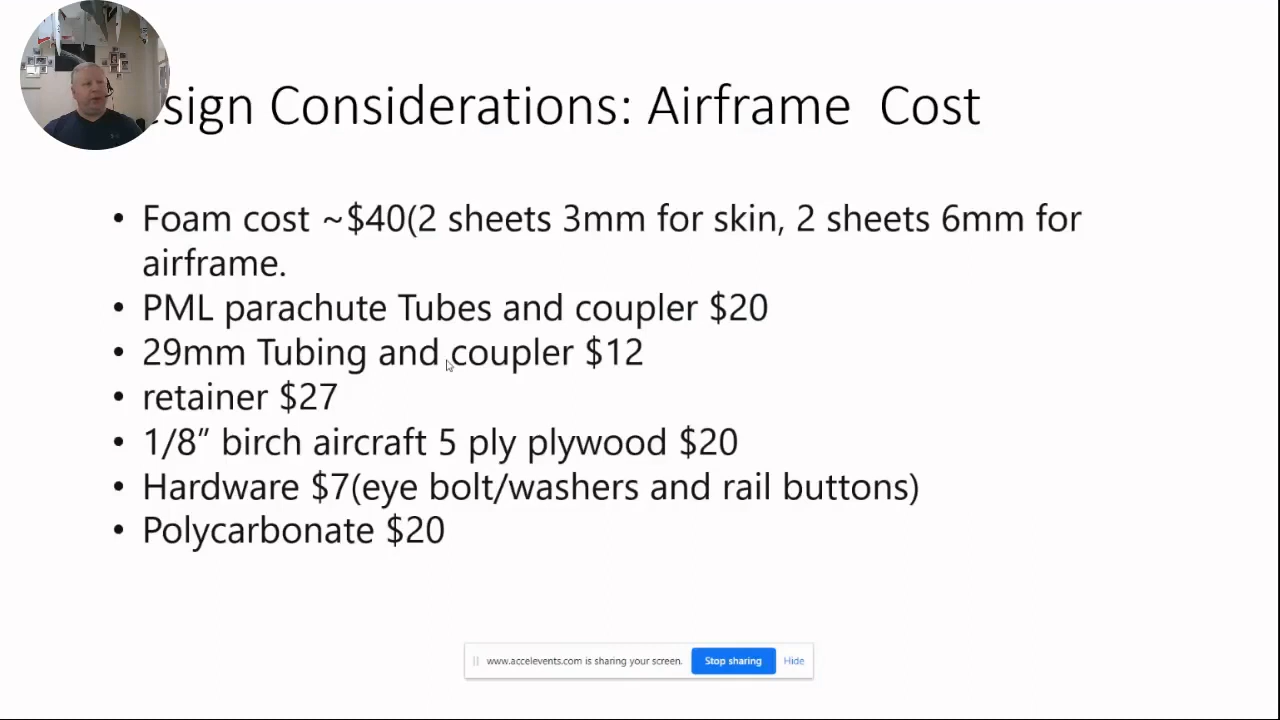 sign Considerations: Airframe  Cost
• Foam cost ~$40(2 sheets 3mm for skin, 2 sheets 6mm for
airframe.
• PML parachute Tubes and coupler $20
• 29mm Tubing and coupler $12
• retainer $27
• 1/8” birch aircraft 5 ply plywood $20
• Hardware $7(eye bolt/washers and rail buttons)
• Polycarbonate $20
www.accelevents.com is sharing your screen. Stop sharing Hide